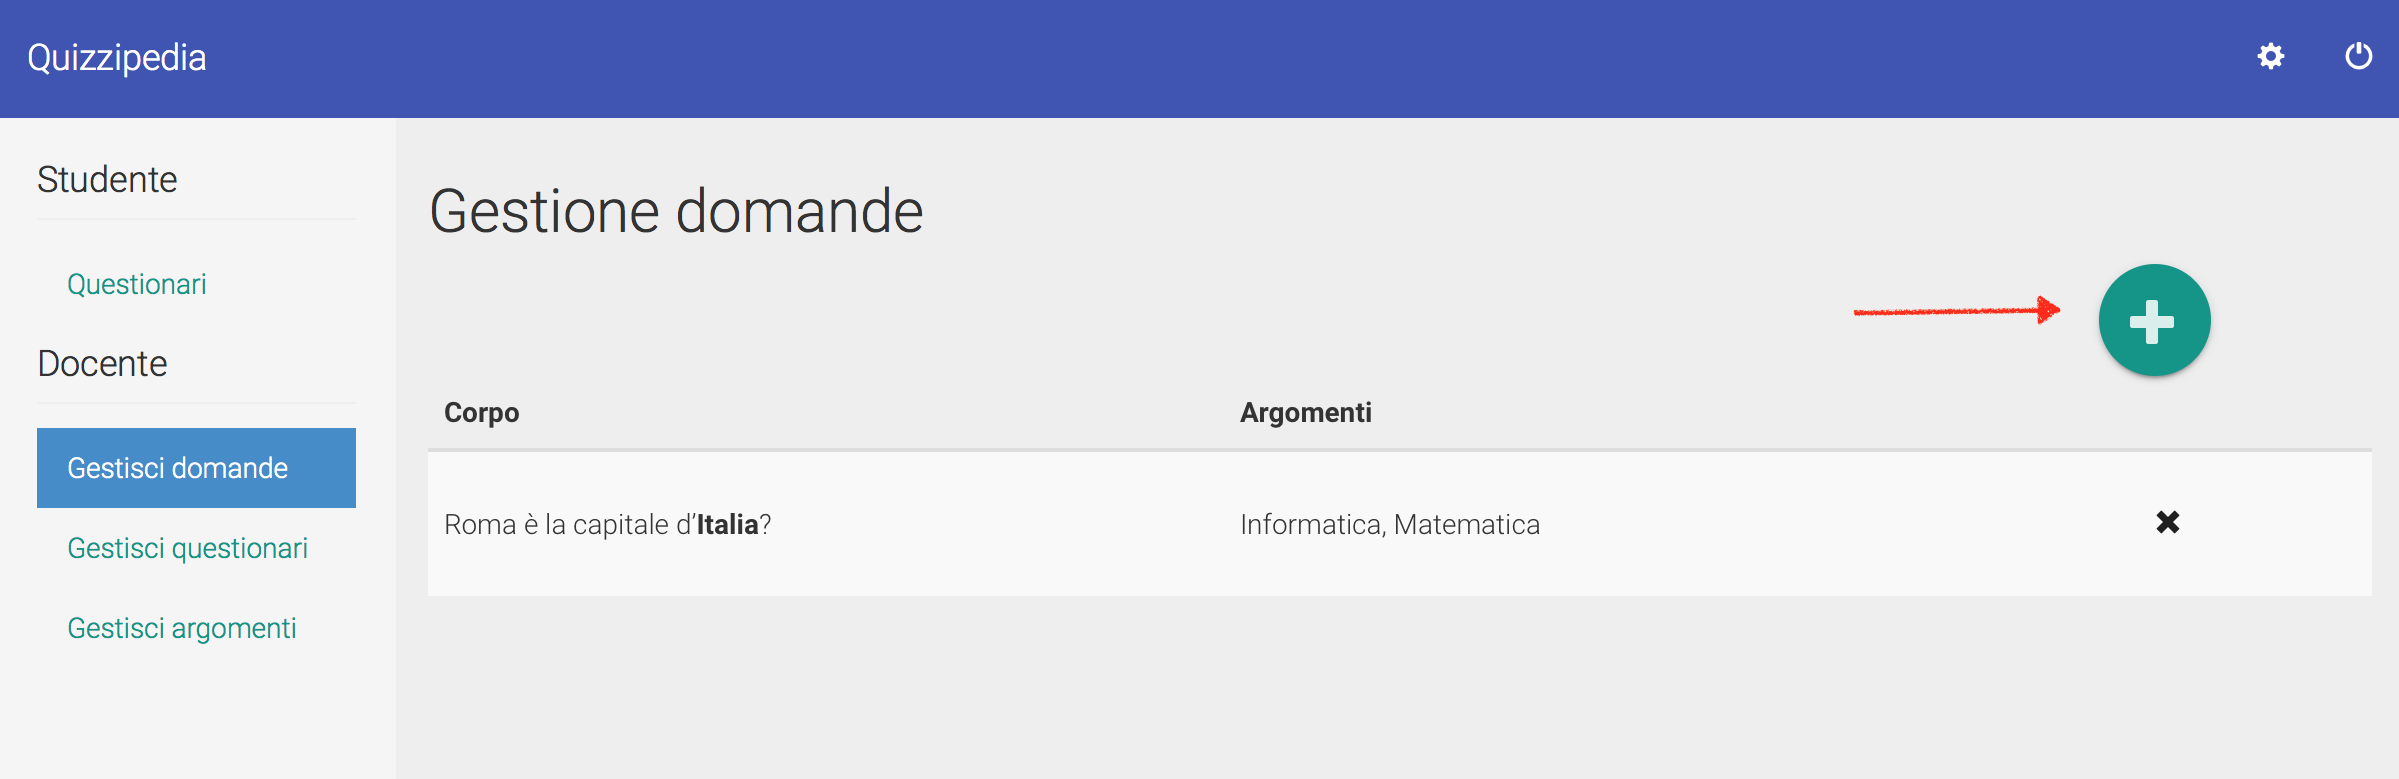 Quizzipedia
Studente
Questionari
Docente
Gestisci domande
Gestisci questionari
Gestisci argomenti
Gestione domande
Corpo Argomenti
Roma è la capitale d'Italia? Informatica, Matematica